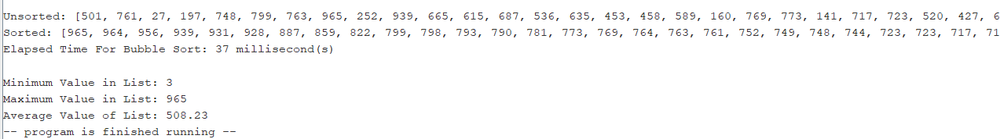 Unsorted: [501, 761, 27, 197, 748, 799, 763, 965, 252, 939, 665, 615, 687, 536, 635, 453, 458, 589, 160, 769, 773, 141, 717, 723, 520, 427, 6
Sorted: [965, 964, 956, 939, 931, 928, 887, 859, 822, 799, 798, 793, 790, 781, 773, 769, 764, 763, 761, 752, 749, 748, 744, 723, 723, 717, 71
Elapsed Time For Bubble Sort: 37 millisecond(s)
Minimum Value in List: 3
Maximum Value in List: 965
Average Value of List: 508.23
-- program is finished running --